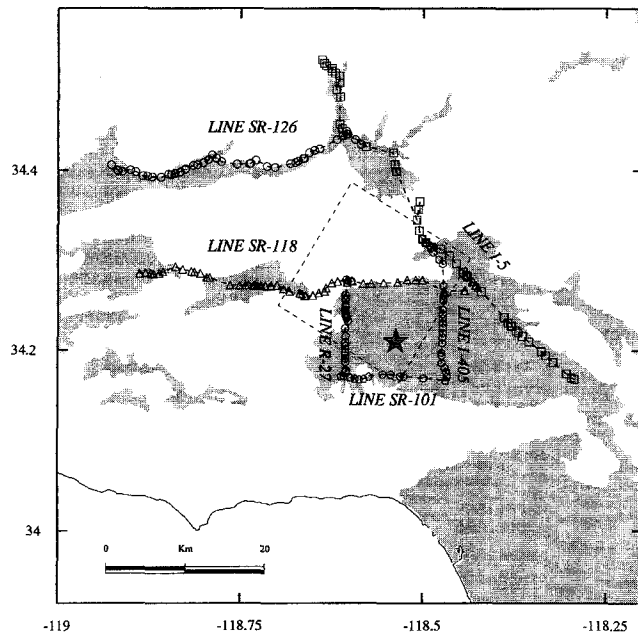 LINE SR-126
34.4
LINE I-5
LINE SR-118
LINE R-27
LINE I-405
34.2
LINE SR-101
34
0 Km 20
-119 -118.75 -118.5 -118.25